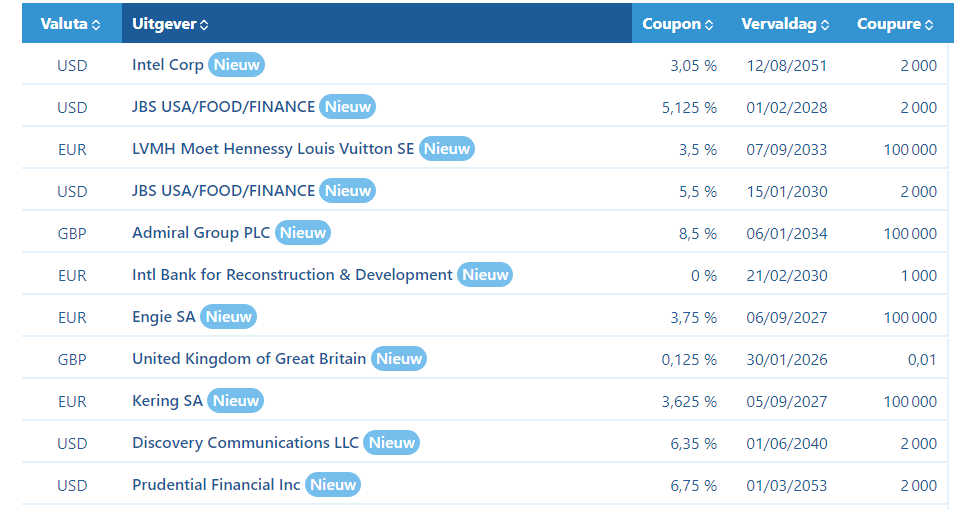 Valuta Uitgever Coupon Vervaldag Coupure
USD Intel Corp Nieuw 3,05 % 12/08/2051 2 000
USD JBS USA/FOOD/FINANCE Nieuw 5,125 % 01/02/2028 2 000
EUR LVMH Moet Hennessy Louis Vuitton SE Nieuw 3,5 % 07/09/2033 100 000
USD JBS USA/FOOD/FINANCE Nieuw 5,5 % 15/01/2030 2 000
GBP Admiral Group PLC Nieuw 8,5 % 06/01/2034 100 000
EUR Intl Bank for Reconstruction & Development Nieuw 0 % 21/02/2030 1 000
EUR Engie SA Nieuw 3,75 % 06/09/2027 100 000
GBP United Kingdom of Great Britain Nieuw 0,125 % 30/01/2026 0,01
EUR Kering SA Nieuw 3,625 % 05/09/2027 100 000
USD Discovery Communications LLC Nieuw 6,35 % 01/06/2040 2 000
USD Prudential Financial Inc Nieuw 6,75 % 01/03/2053 2 000